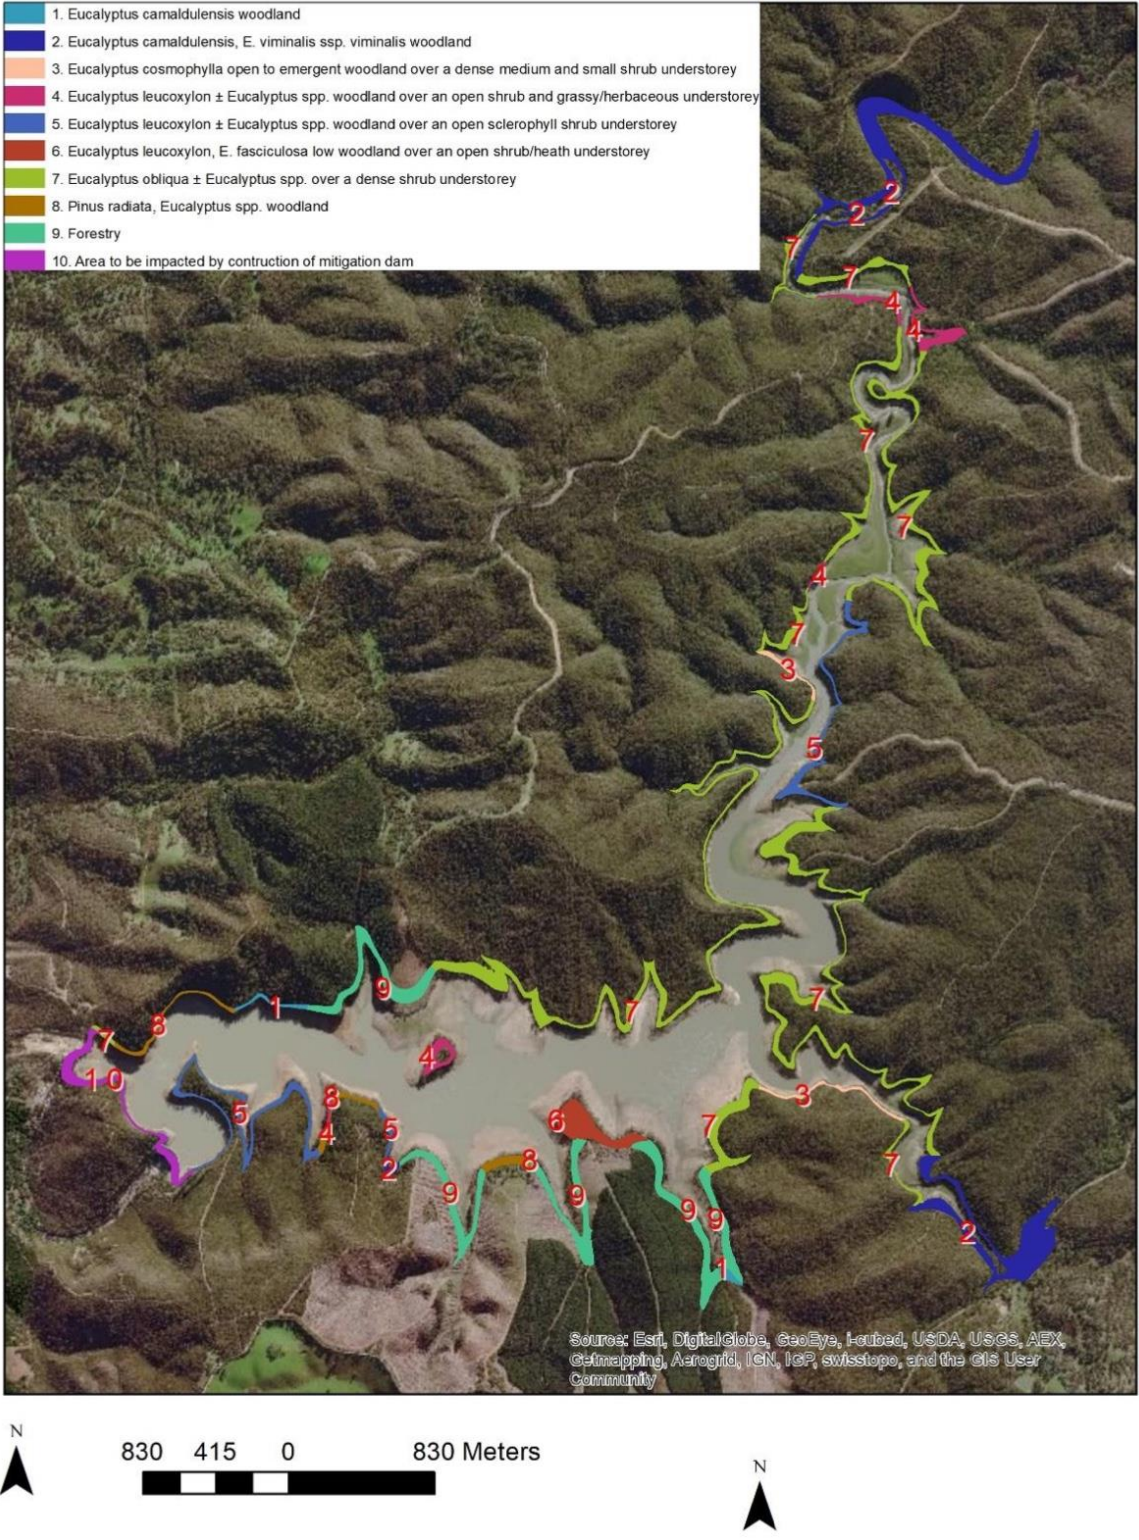 1. Eucalyptus camaldulensis woodland
2. Eucalyptus camaldulensis, E. viminalis ssp. viminalis woodland
3. Eucalyptus cosmophylla open to emergent woodland over a dense medium and small shrub understorey
4. Eucalyptus leucoxylon ± Eucalyptus spp. woodland over an open shrub and grassy/herbaceous understorey
5. Eucalyptus leucoxylon ± Eucalyptus spp. woodland over an open sclerophyll shrub understorey
6. Eucalyptus leucoxylon, E. fasciculosa low woodland over an open shrub/heath understorey
7. Eucalyptus obliqua ± Eucalyptus spp. over a dense shrub understorey
8. Pinus radiata, Eucalyptus spp. woodland
9. Forestry
10. Area to be impacted by contruction of mitigation dam
2
2
7
7
4
4
7
7
4
7
3
5
9
7
1
7
8
7
4
10
8
3
5
4
5
6
7
2
8
7
9
9
9
9
2
1
Source: Esri, DigitalGlobe, GeoEye, i-cubed, USDA, USGS, AEX,
Getmapping, Aerogrid, IGN, IGP, swisstopo, and the GIS User
Community
N
830 415 0 830 Meters
N